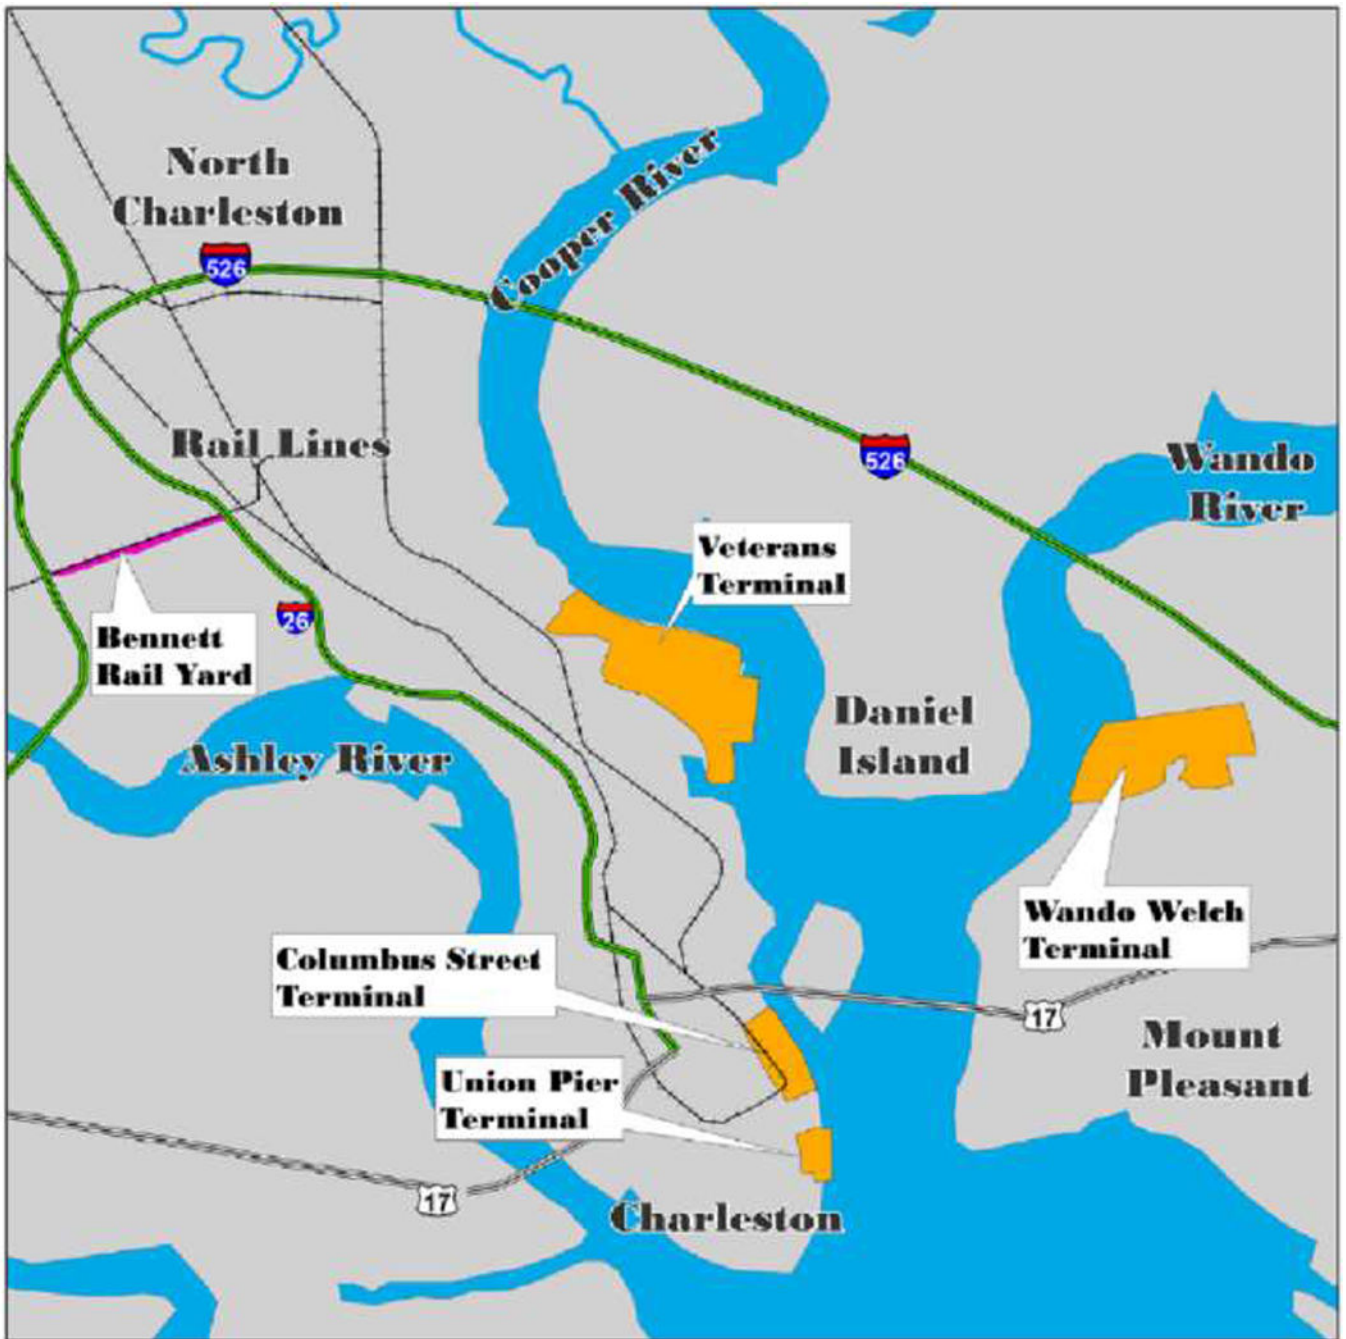 North
Charleston
526
Cooper River
Rail Lines
526
Wando
River
Veterans
Terminal
26
Bennett
Rail Yard
Daniel
Island
Ashley River
Wando Welch
Terminal
Columbus Street
Terminal
17
Mount
Pleasant
Union Pier
Terminal
17
Charleston